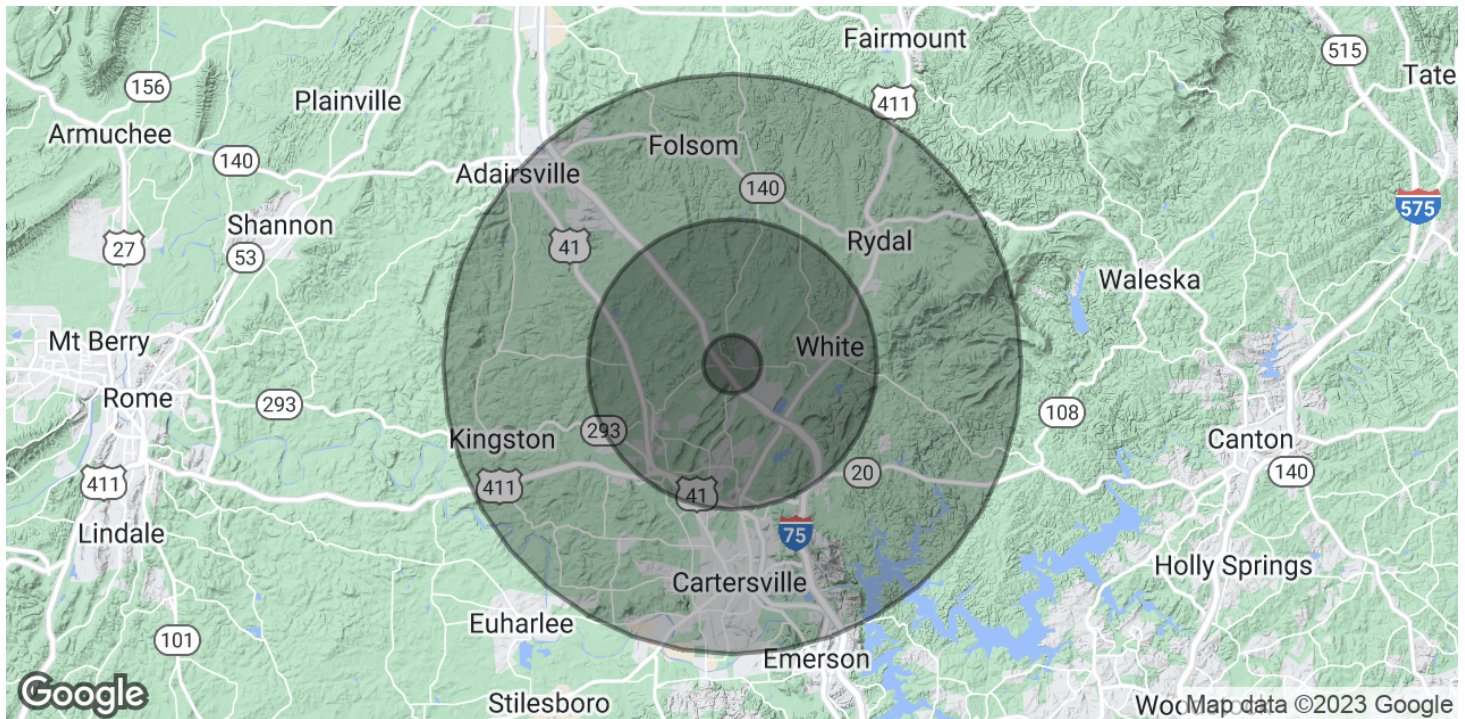 Fairmount
515
Tate
156
Plainville
411
Armuchee
Folsom
140
Adairsville
140
575
Shannon
27
53
41
Rydal
Waleska
Mt Berry
White
Rome
293
108
Kingston
293
Canton
411
411
41
20
140
Lindale
75
Cartersville
Holly Springs
Euharlee
101
Emerson
Google
Stilesboro
Map data ©2023 Google